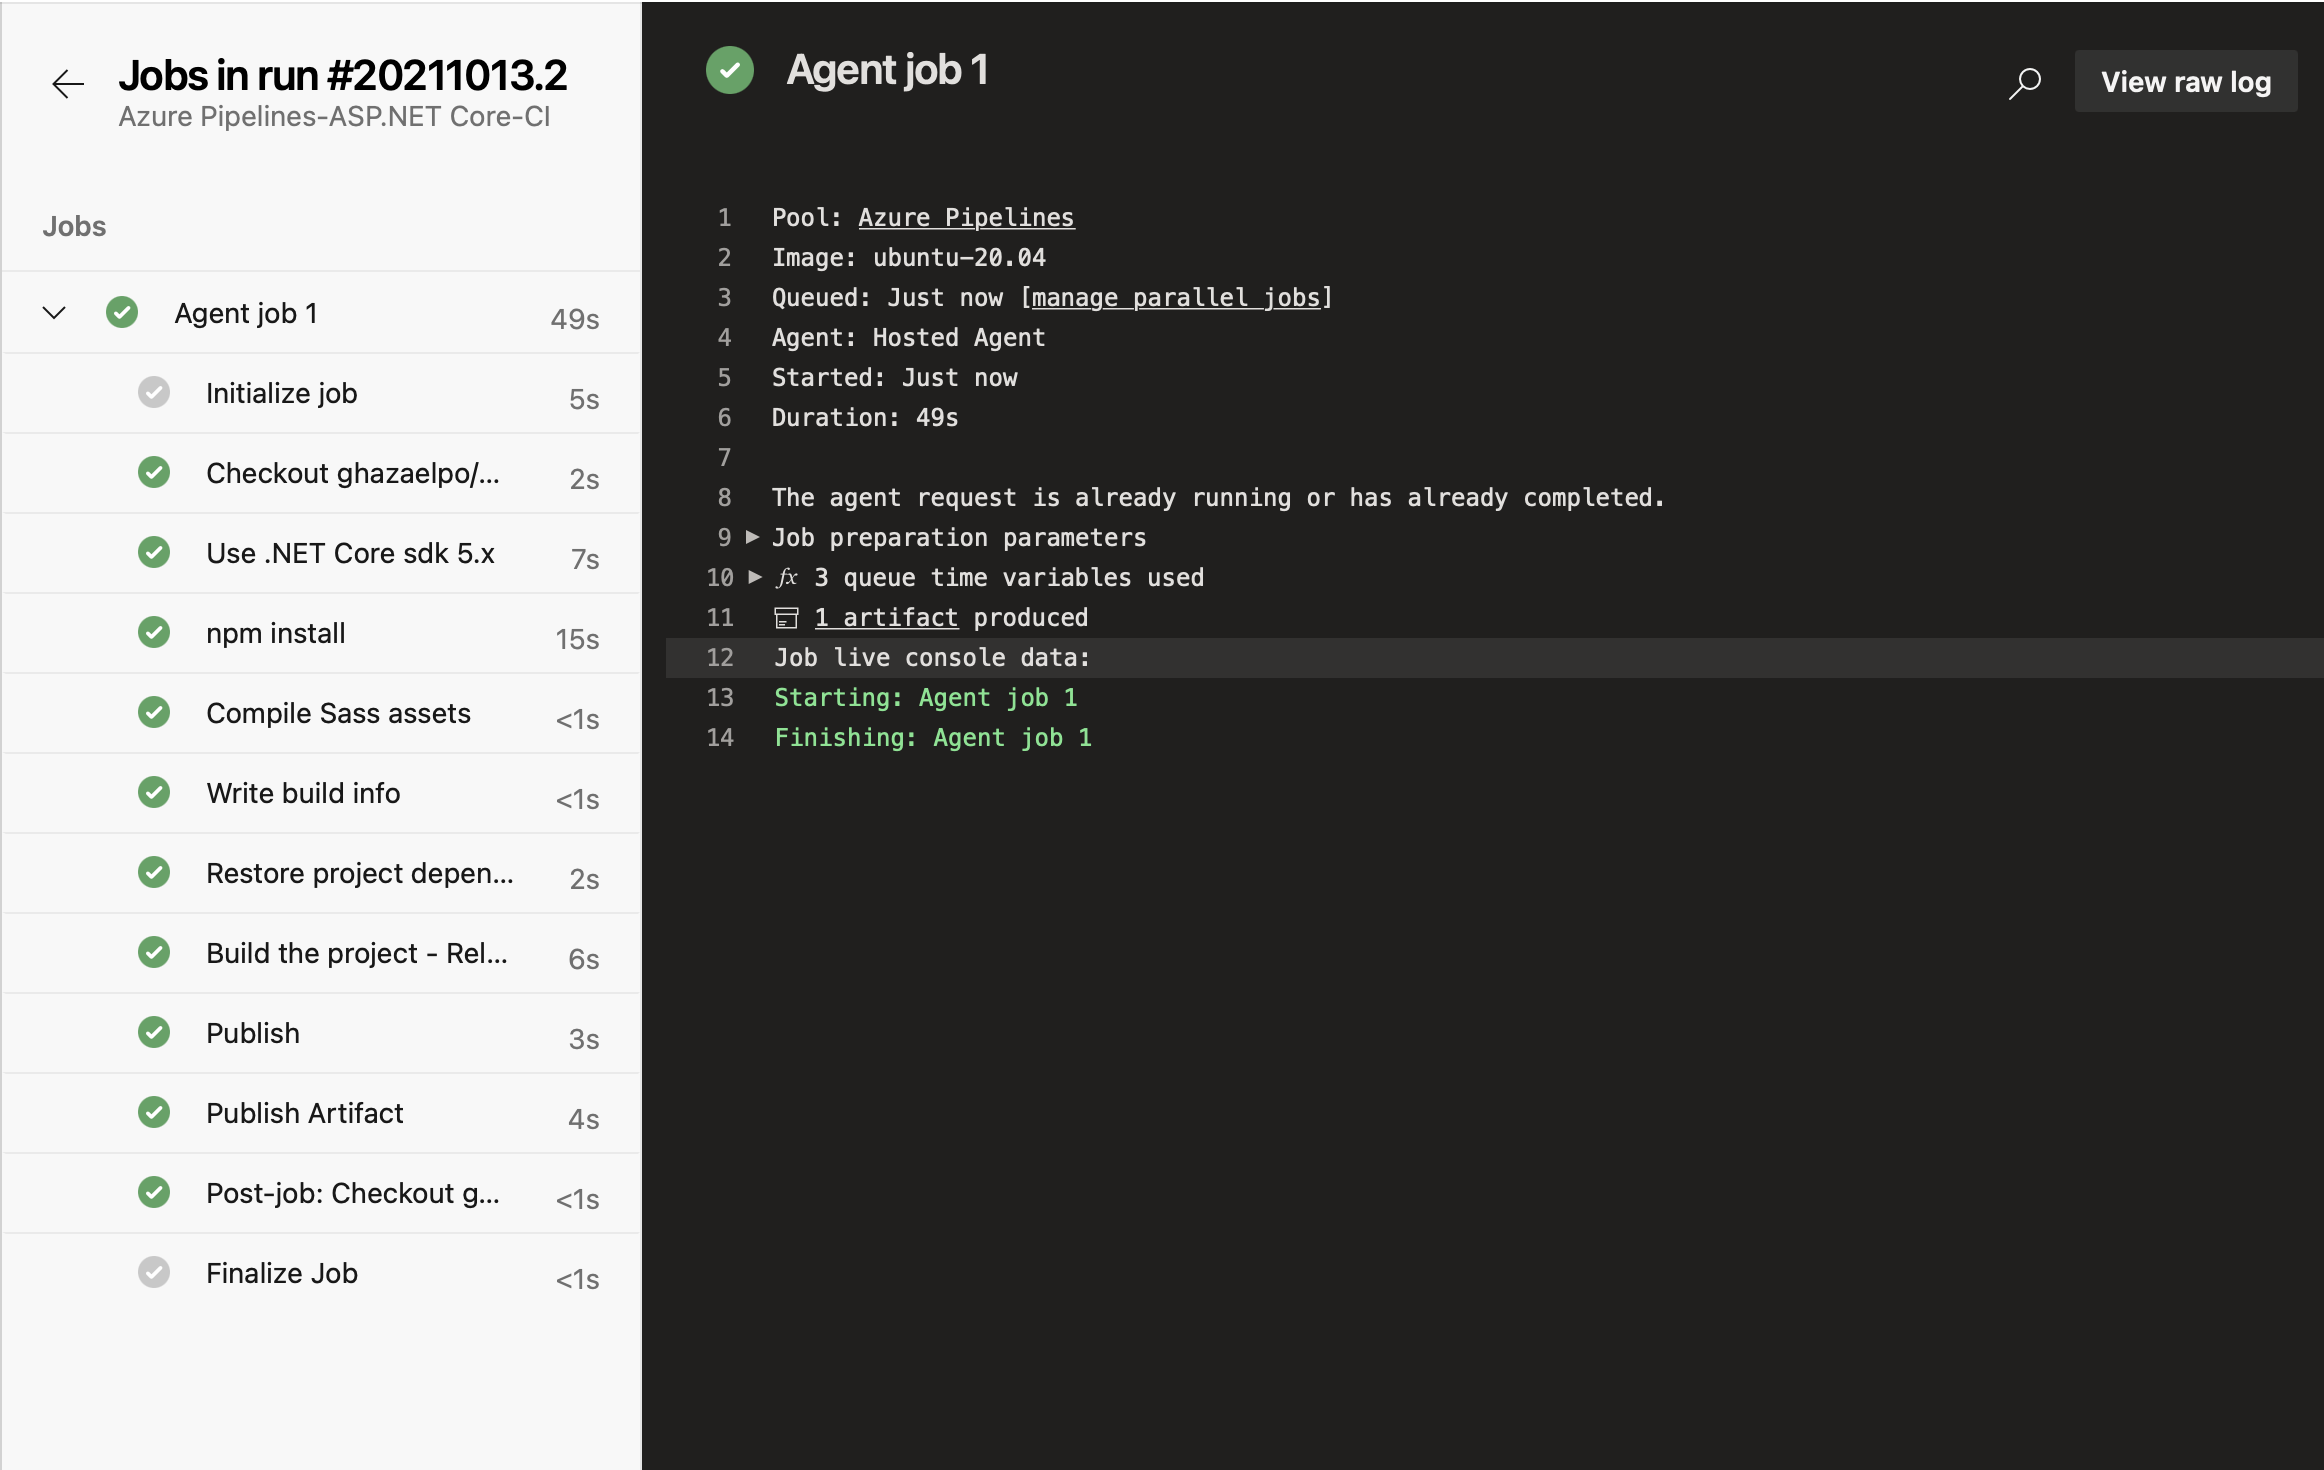 Jobs in run #20211013.2
Azure Pipelines-ASP.NET Core-CI
Jobs
Agent job 1 49s
Initialize job 5s
Checkout ghazaelpo/... 2s
Use .NET Core sdk 5.x 7s
npm install 15s
Compile Sass assets <1s
Write build info <1s
Restore project depen... 2s
Build the project - Rel... 6s
Publish 3s
Publish Artifact 4s
Post-job: Checkout g... <1s
Finalize Job <1s
Agent job 1
View raw log
1 Pool: Azure Pipelines
2 Image: ubuntu-20.04
3 Queued: Just now [manage parallel jobs]
4 Agent: Hosted Agent
5 Started: Just now
6 Duration: 49s
7
8 The agent request is already running or has already completed.
9 Job preparation parameters
10 fx 3 queue time variables used
11 1 artifact produced
12 Job live console data:
13 Starting: Agent job 1
14 Finishing: Agent job 1